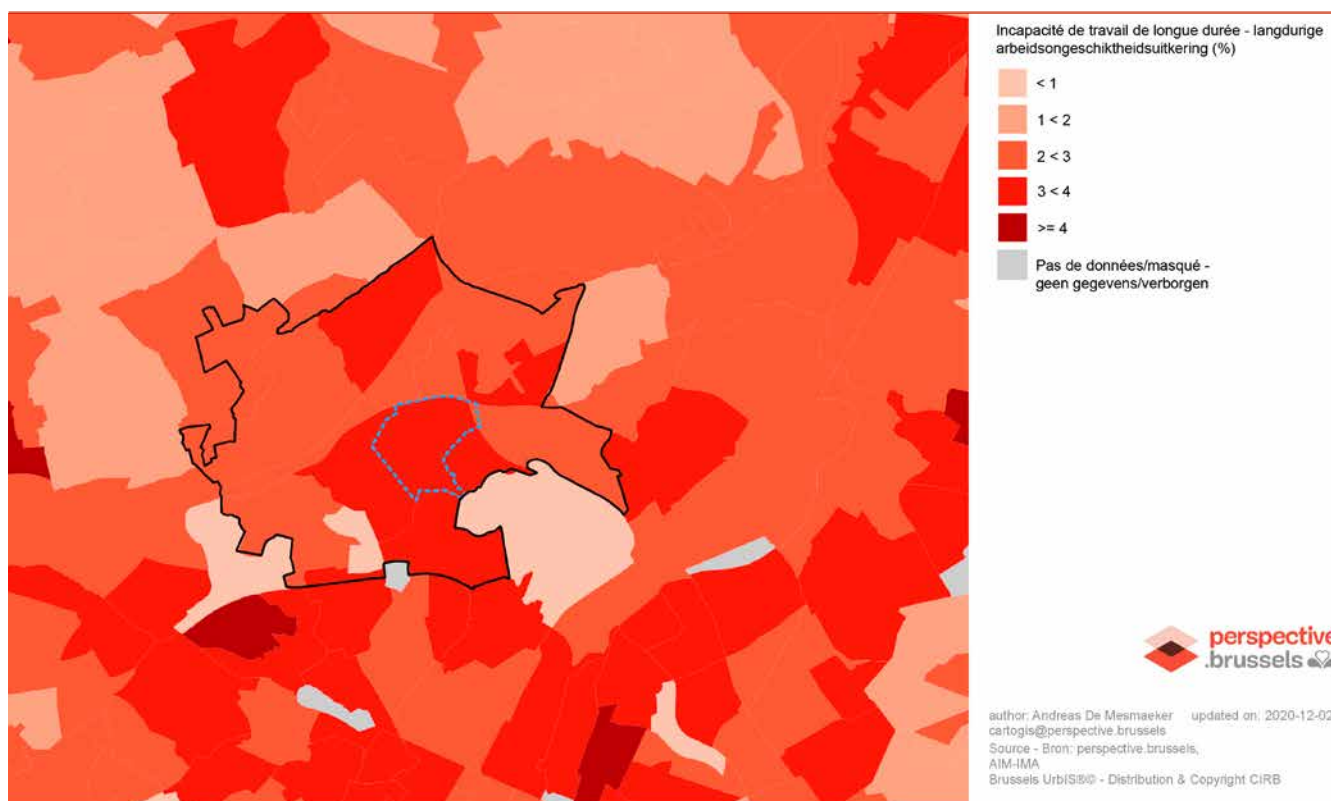 Incapacité de travail de longue durée - langdurige
arbeidsongeschiktheidsuitkering (%)
< 1
1 < 2
2 < 3
3 < 4
>= 4
Pas de données/masqué -
geen gegevens/verborgen
perspective
.brussels
author: Andreas De Mesmaeker updated on: 2020-12-02
cartogis@perspective.brussels
Source - Bron: perspective.brussels,
AIM-IMA
Brussels UrbIS®© - Distribution & Copyright CIRB